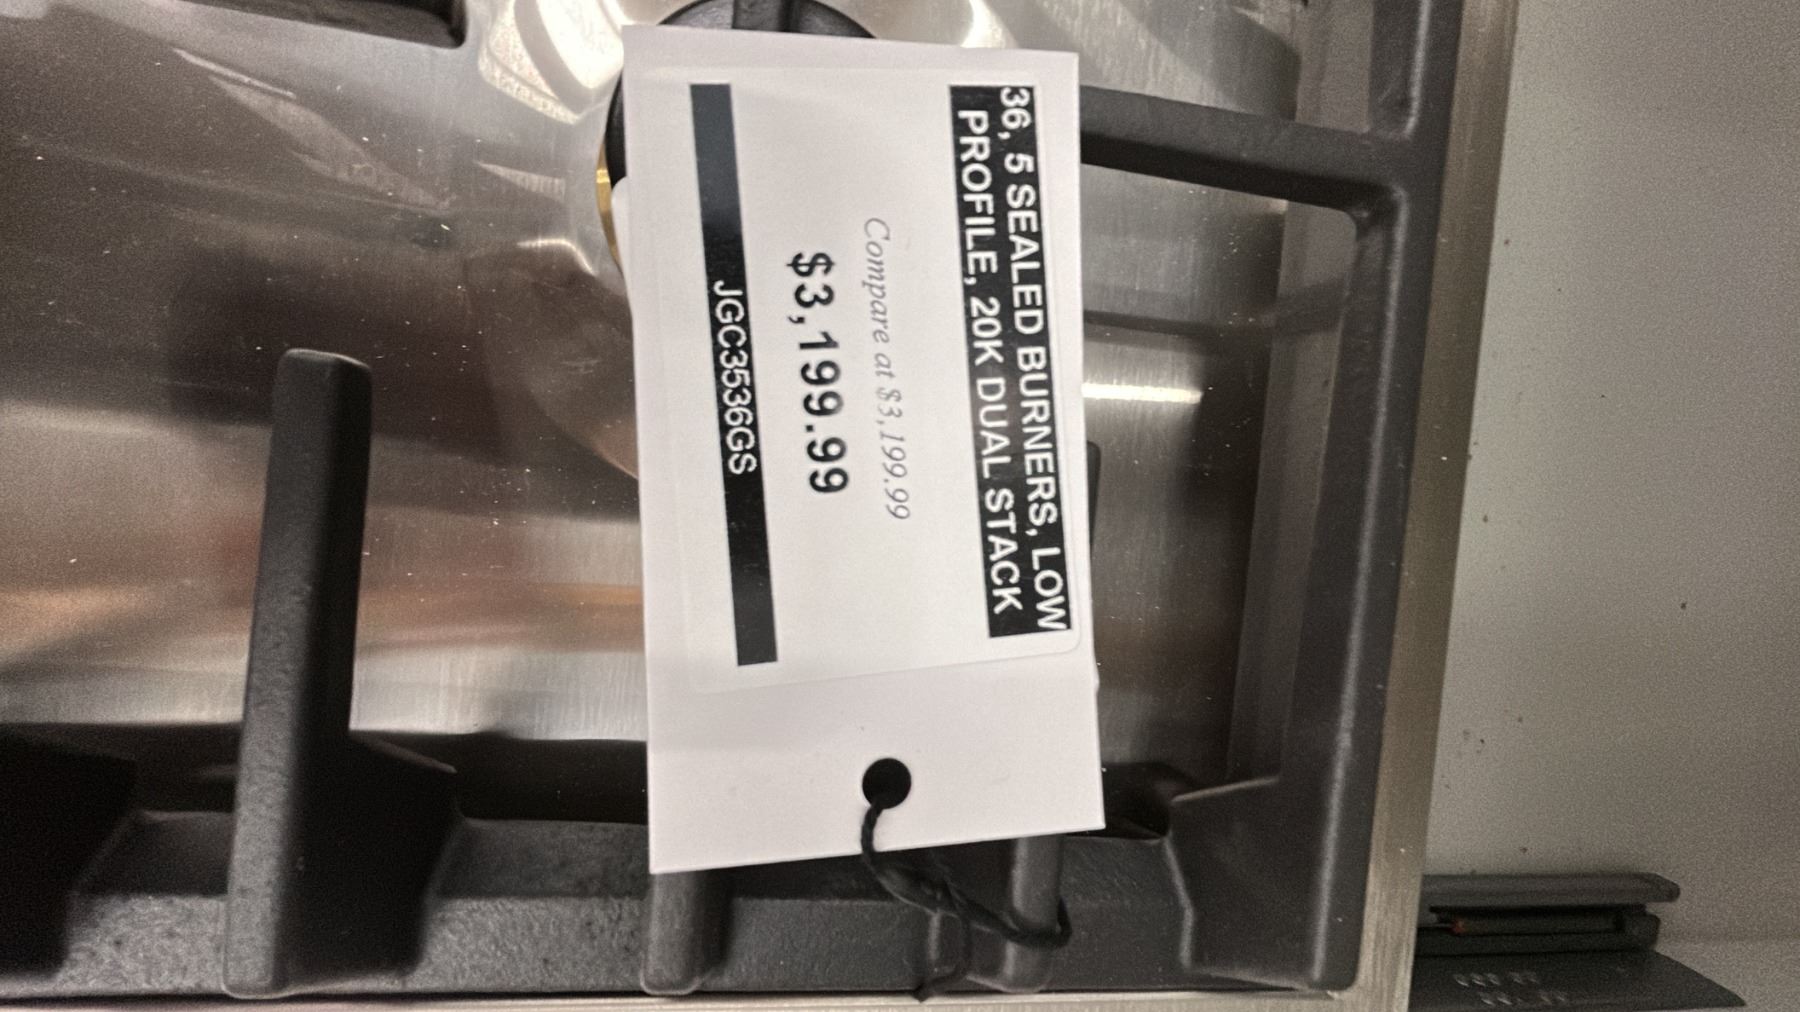 36, 5 SEALED BURNERS, LOW
PROFILE, 20K DUAL STACK
Compare at $3,199.99
$3,199.99
JGC3536GS